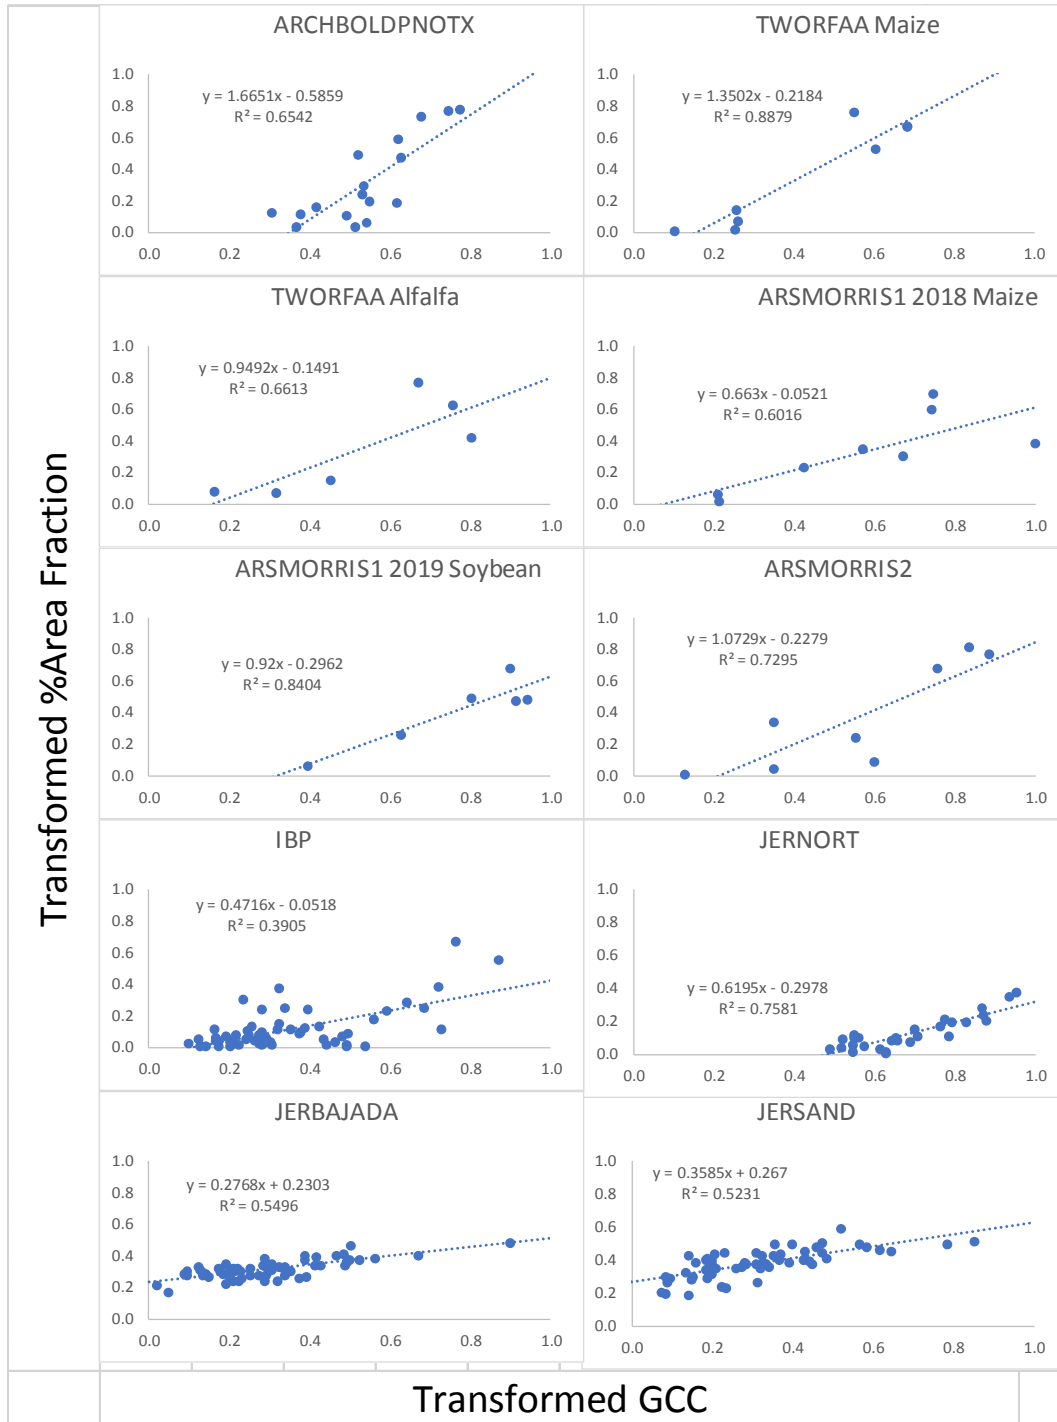 ARCHBOLDPNOTX
y = 1.6651x - 0.5859
R² = 0.6542
1.0
0.8
0.6
0.4
0.2
0.0
0.0 0.2 0.4 0.6 0.8 1.0
TWORFAA Maize
y = 1.3502x - 0.2184
R² = 0.8879
1.0
0.8
0.6
0.4
0.2
0.0
0.0 0.2 0.4 0.6 0.8 1.0
TWORFAA Alfalfa
y = 0.9492x - 0.1491
R² = 0.6613
1.0
0.8
0.6
0.4
0.2
0.0
0.0 0.2 0.4 0.6 0.8 1.0
ARSMORRIS1 2018 Maize
y = 0.663x - 0.0521
R² = 0.6016
1.0
0.8
0.6
0.4
0.2
0.0
0.0 0.2 0.4 0.6 0.8 1.0
ARSMORRIS1 2019 Soybean
y = 0.92x - 0.2962
R² = 0.8404
1.0
0.8
0.6
0.4
0.2
0.0
0.0 0.2 0.4 0.6 0.8 1.0
ARSMORRIS2
y = 1.0729x - 0.2279
R² = 0.7295
1.0
0.8
0.6
0.4
0.2
0.0
0.0 0.2 0.4 0.6 0.8 1.0
IBP
y = 0.4716x - 0.0518
R² = 0.3905
1.0
0.8
0.6
0.4
0.2
0.0
0.0 0.2 0.4 0.6 0.8 1.0
JERNORT
y = 0.6195x - 0.2978
R² = 0.7581
1.0
0.8
0.6
0.4
0.2
0.0
0.0 0.2 0.4 0.6 0.8 1.0
JERBAJADA
y = 0.2768x + 0.2303
R² = 0.5496
1.0
0.8
0.6
0.4
0.2
0.0
0.0 0.2 0.4 0.6 0.8 1.0
JERSAND
y = 0.3585x + 0.267
R² = 0.5231
1.0
0.8
0.6
0.4
0.2
0.0
0.0 0.2 0.4 0.6 0.8 1.0
Transformed %Area Fraction
Transformed GCC